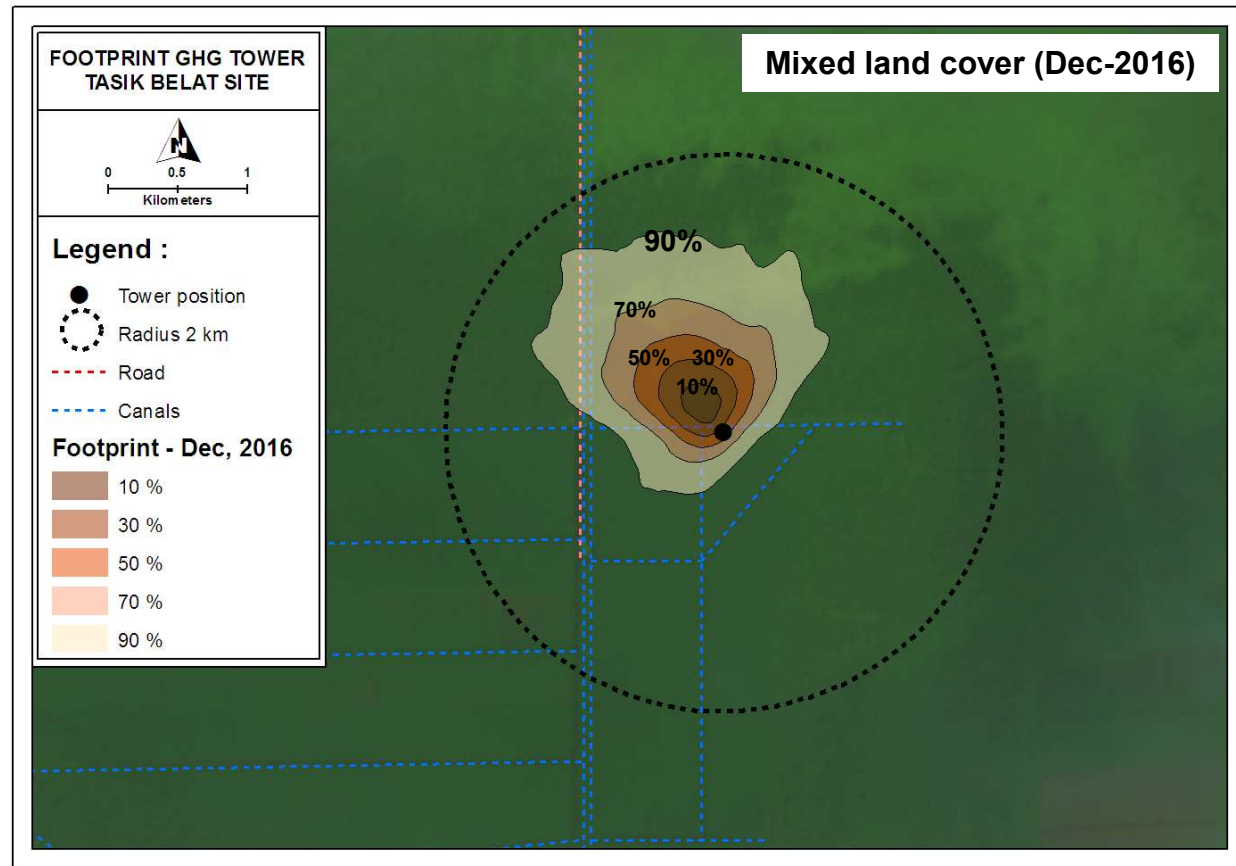 FOOTPRINT GHG TOWER
TASIK BELAT SITE
N
0 0.5 1
Kilometers
Legend :
Tower position
Radius 2 km
Road
Canals
Footprint - Dec, 2016
10 %
30 %
50 %
70 %
90 %
Mixed land cover (Dec-2016)
90%
70%
50% 30%
10%